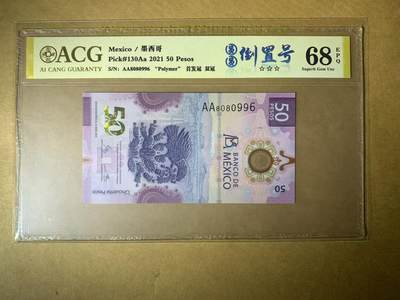 ACG
AI CANG GUARANTY
Mexico / 墨西哥
Pick#130Aa 2021 50 Pesos
S/N: AA8080996 "Polymer" 首发冠 双冠
倒置号
☆☆☆
68
EPQ
Superb Gem Unc
50
PESOS
AA8080996
50
BANCO DE
MÉXICO
Cincuenta Pesos
50